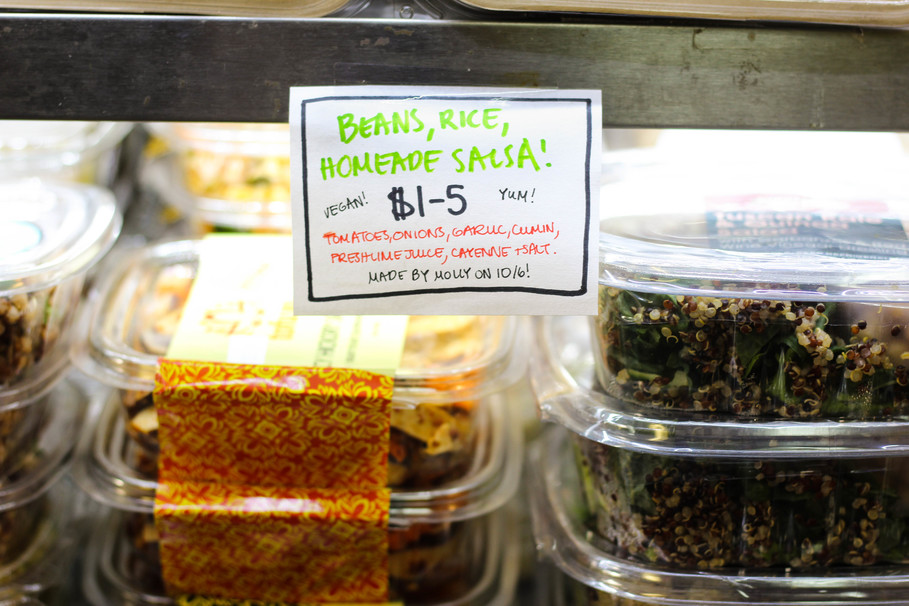 BEANS, RICE,
HOMEADE SALSA!
VEGAN! $1-5 YUM!
TOMATOES, ONIONS, GARLIC, CUMIN,
FRESH LIME JUICE, CAYENNE + SALT.
MADE BY MOLLY ON 10/6!